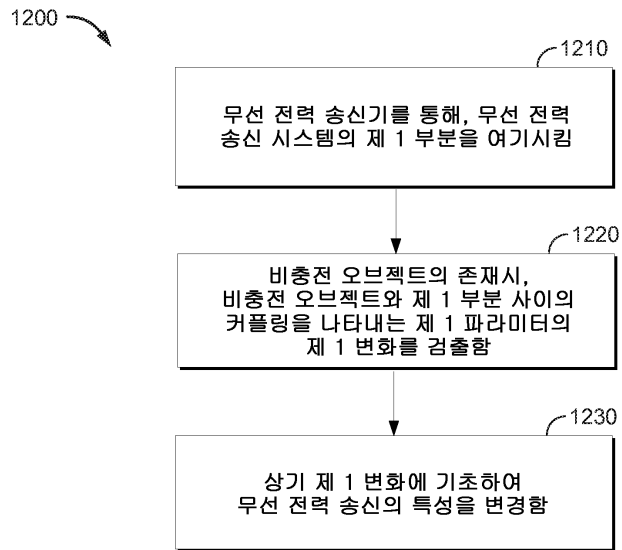 1200
1210
무선 전력 송신기를 통해, 무선 전력
송신 시스템의 제 1 부분을 여기시킴
1220
비충전 오브젝트의 존재시,
비충전 오브젝트와 제 1 부분 사이의
커플링을 나타내는 제 1 파라미터의
제 1 변화를 검출함
1230
상기 제 1 변화에 기초하여
무선 전력 송신의 특성을 변경함